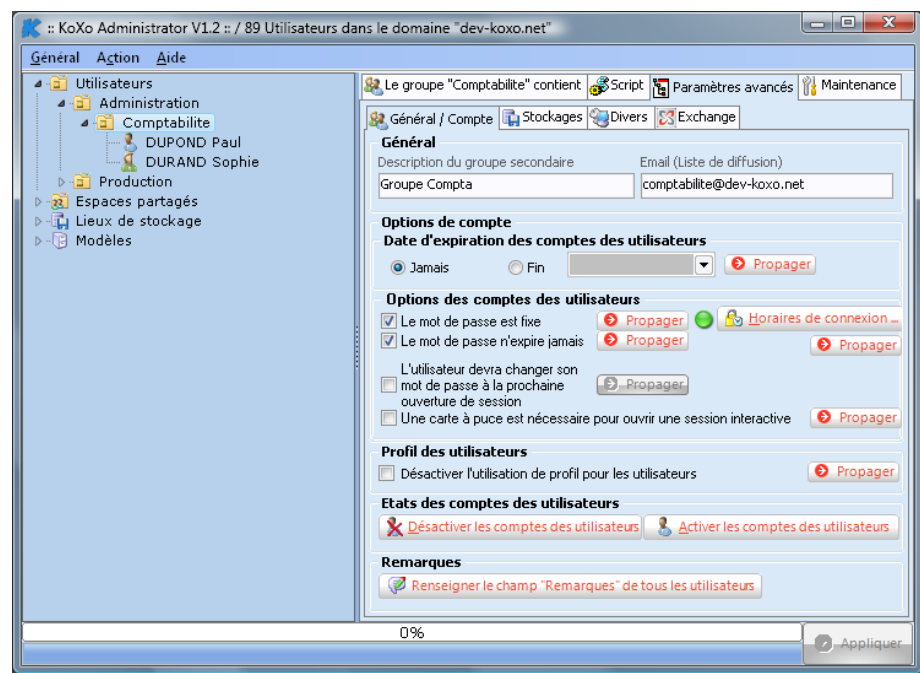 :: KoXo Administrator V1.2 :: / 89 Utilisateurs dans le domaine "dev-koxo.net"
Général Action Aide
Utilisateurs
Administration
Comptabilite
DUPOND Paul
DURAND Sophie
Production
Espaces partagés
Lieux de stockage
Modèles
Le groupe "Comptabilite" contient Script Paramètres avancés Maintenance
Général / Compte Stockages Divers Exchange
Général
Description du groupe secondaire Email (Liste de diffusion)
Groupe Compta comptabilite@dev-koxo.net
Options de compte
Date d'expiration des comptes des utilisateurs
Jamais Fin Propager
Options des comptes des utilisateurs
Le mot de passe est fixe Propager Horaires de connexion ...
Le mot de passe n'expire jamais Propager Propager
L'utilisateur devra changer son
mot de passe à la prochaine Propager
ouverture de session
Une carte à puce est nécessaire pour ouvrir une session interactive Propager
Profil des utilisateurs
Désactiver l'utilisation de profil pour les utilisateurs Propager
Etats des comptes des utilisateurs
Désactiver les comptes des utilisateurs Activer les comptes des utilisateurs
Remarques
Renseigner le champ "Remarques" de tous les utilisateurs
0%
Appliquer